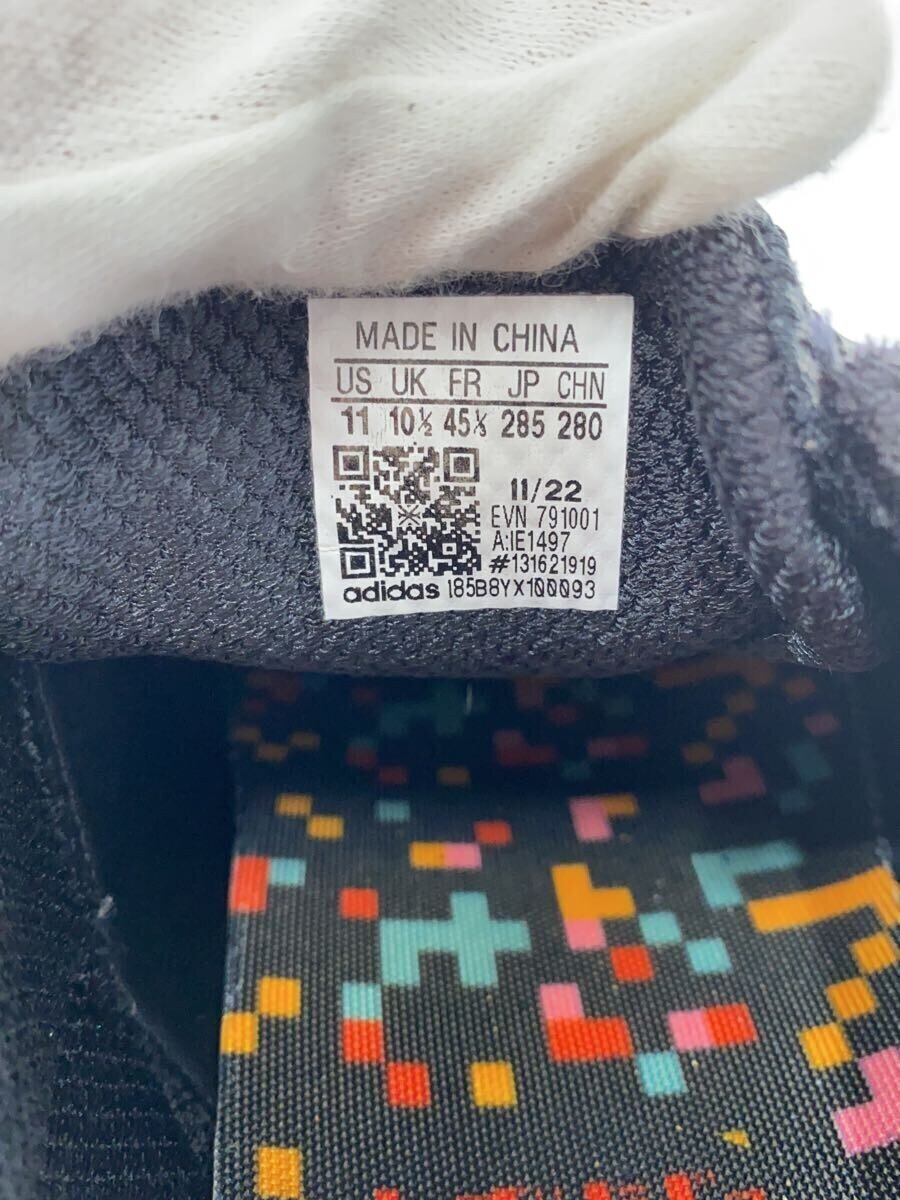 MADE IN CHINA
US UK FR JP CHN
11 10½ 45⅓ 285 280
11/22
EVN 791001
A:IE1497
#131621919
adidas I85B8YX100093